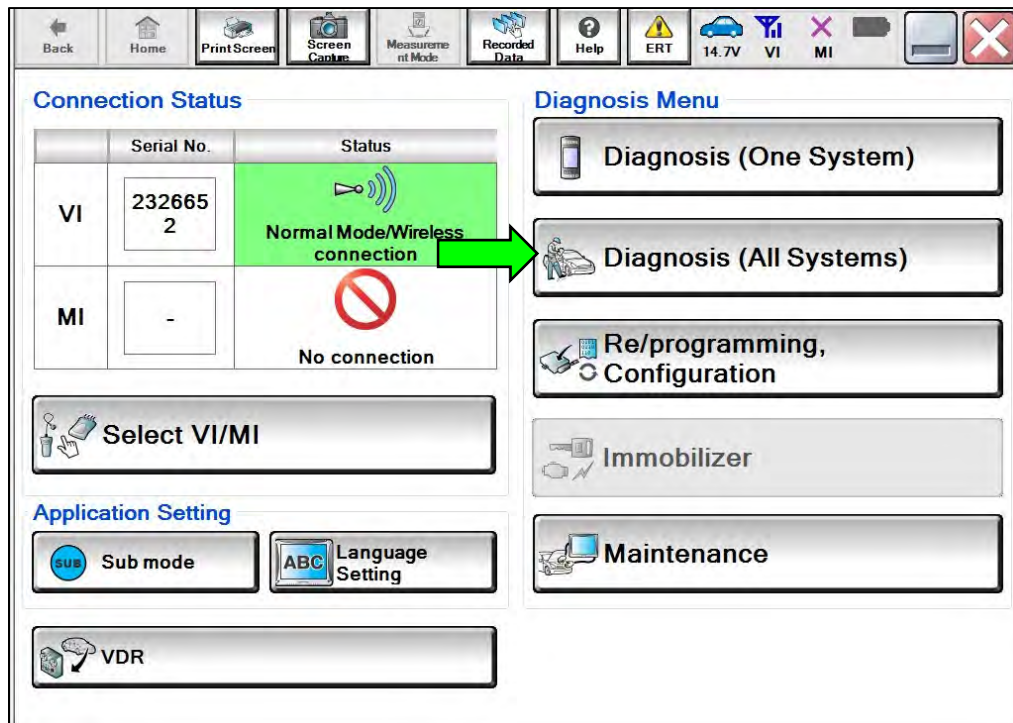 Back
Home
Print Screen
Screen
Capture
Measureme
nt Mode
Recorded
Data
Help
ERT
14.7V
VI
MI
Connection Status
Serial No.
Status
VI
232665
2
Normal Mode/Wireless
connection
MI
-
No connection
Select VI/MI
Application Setting
SUB
Sub mode
ABC
Language
Setting
VDR
Diagnosis Menu
Diagnosis (One System)
Diagnosis (All Systems)
Re/programming,
Configuration
Immobilizer
Maintenance